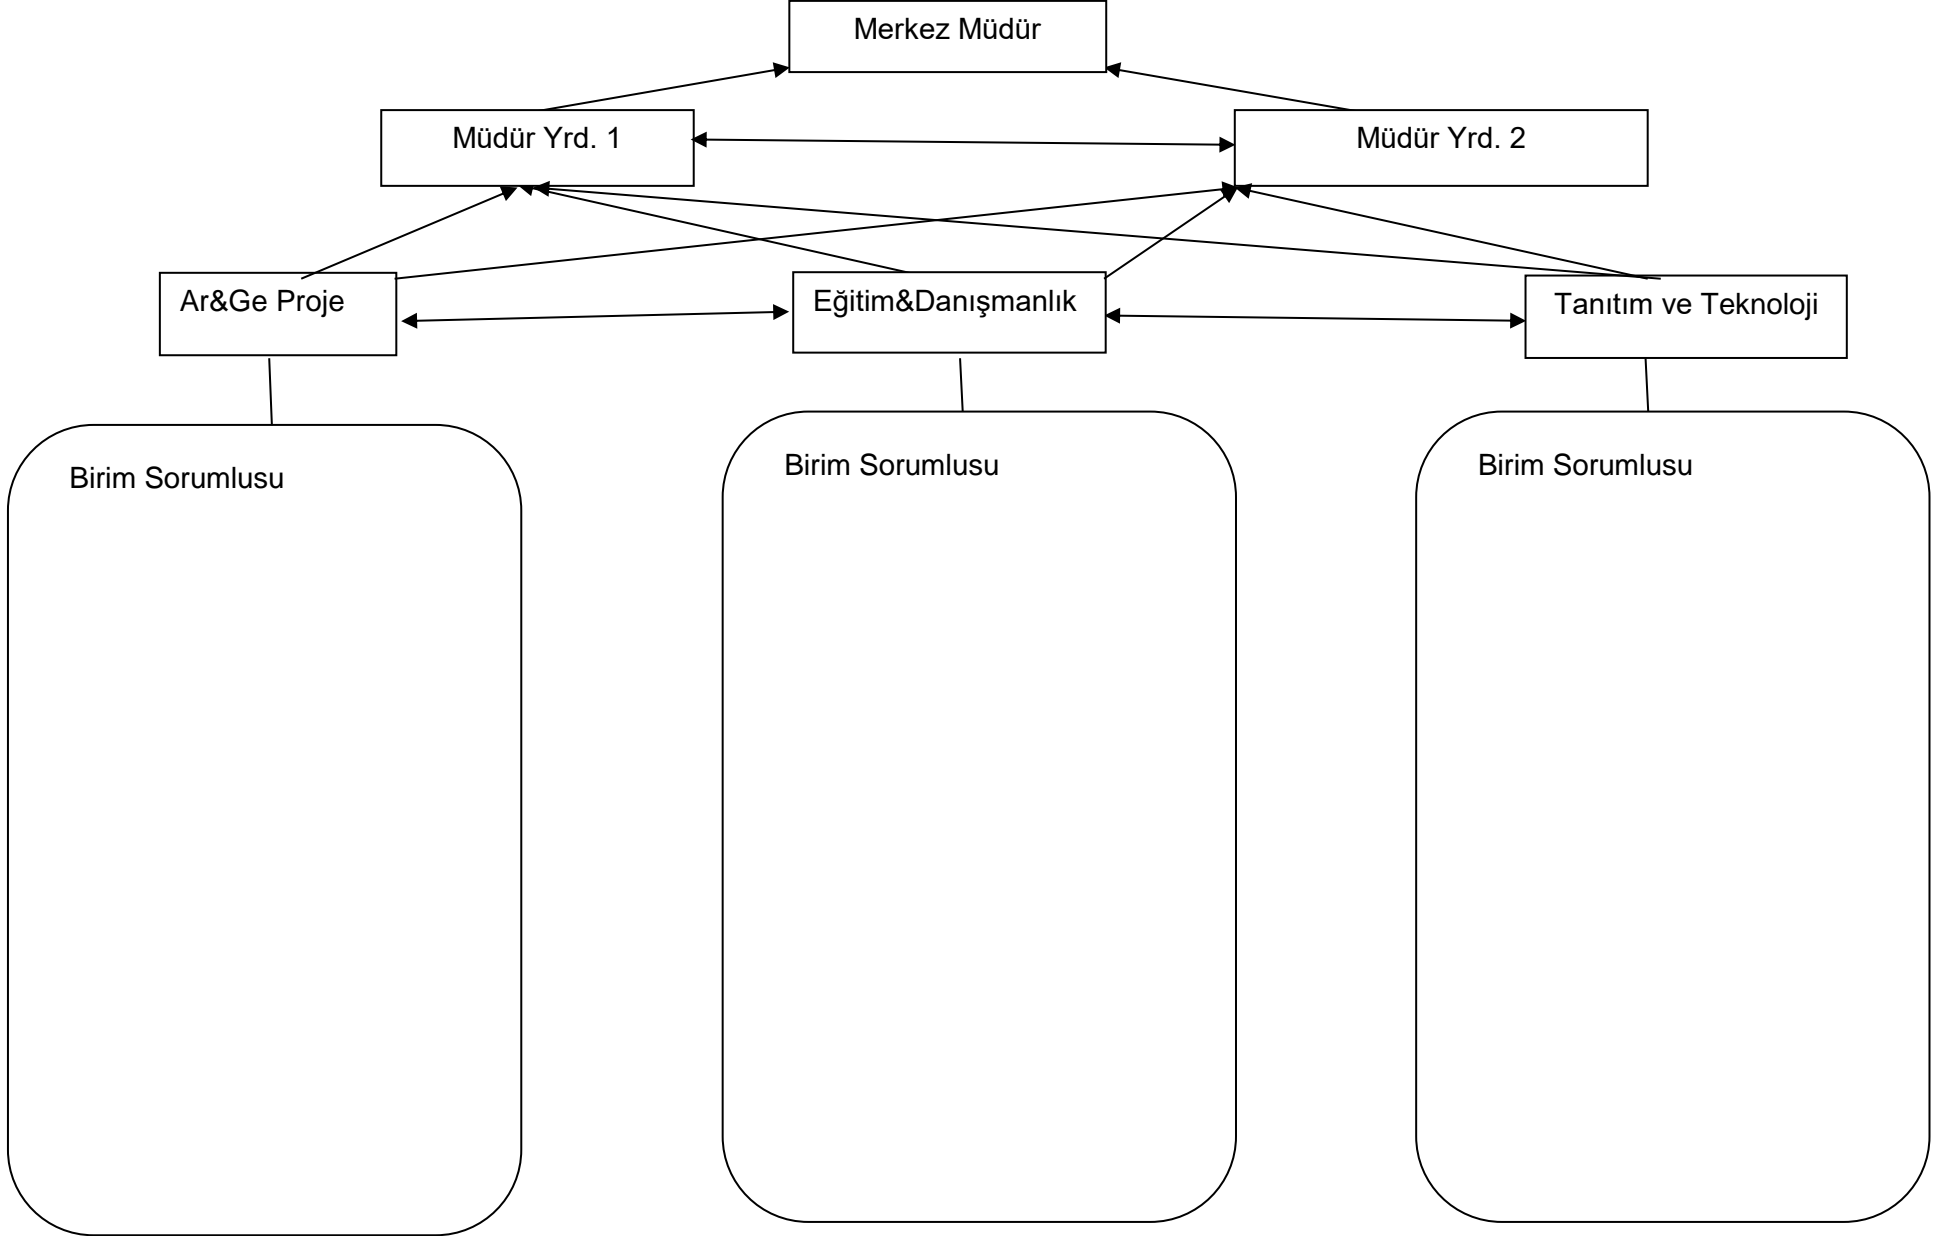 Merkez Müdür
Müdür Yrd. 1
Müdür Yrd. 2
Ar&Ge Proje
Eğitim&Danışmanlık
Tanıtım ve Teknoloji
Birim Sorumlusu
Birim Sorumlusu
Birim Sorumlusu